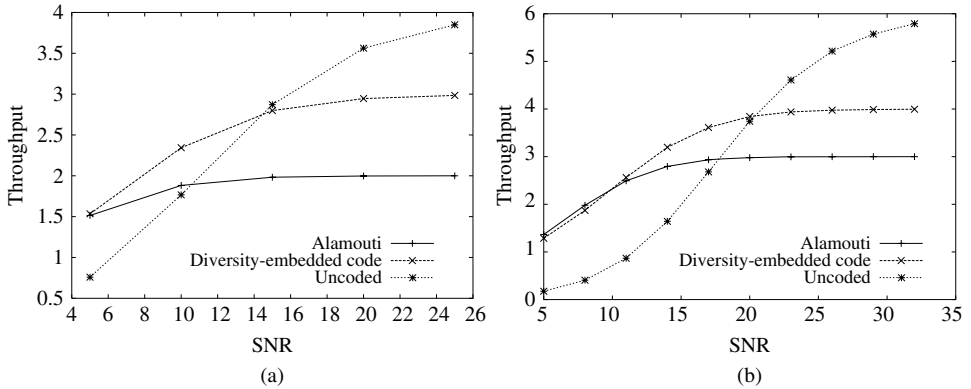 Throughput
4
3.5
3
2.5
2
1.5
1
0.5
4 6 8 10 12 14 16 18 20 22 24 26
SNR
Alamouti
Diversity-embedded code
Uncoded
(a)
Throughput
6
5
4
3
2
1
0
5 10 15 20 25 30 35
SNR
Alamouti
Diversity-embedded code
Uncoded
(b)